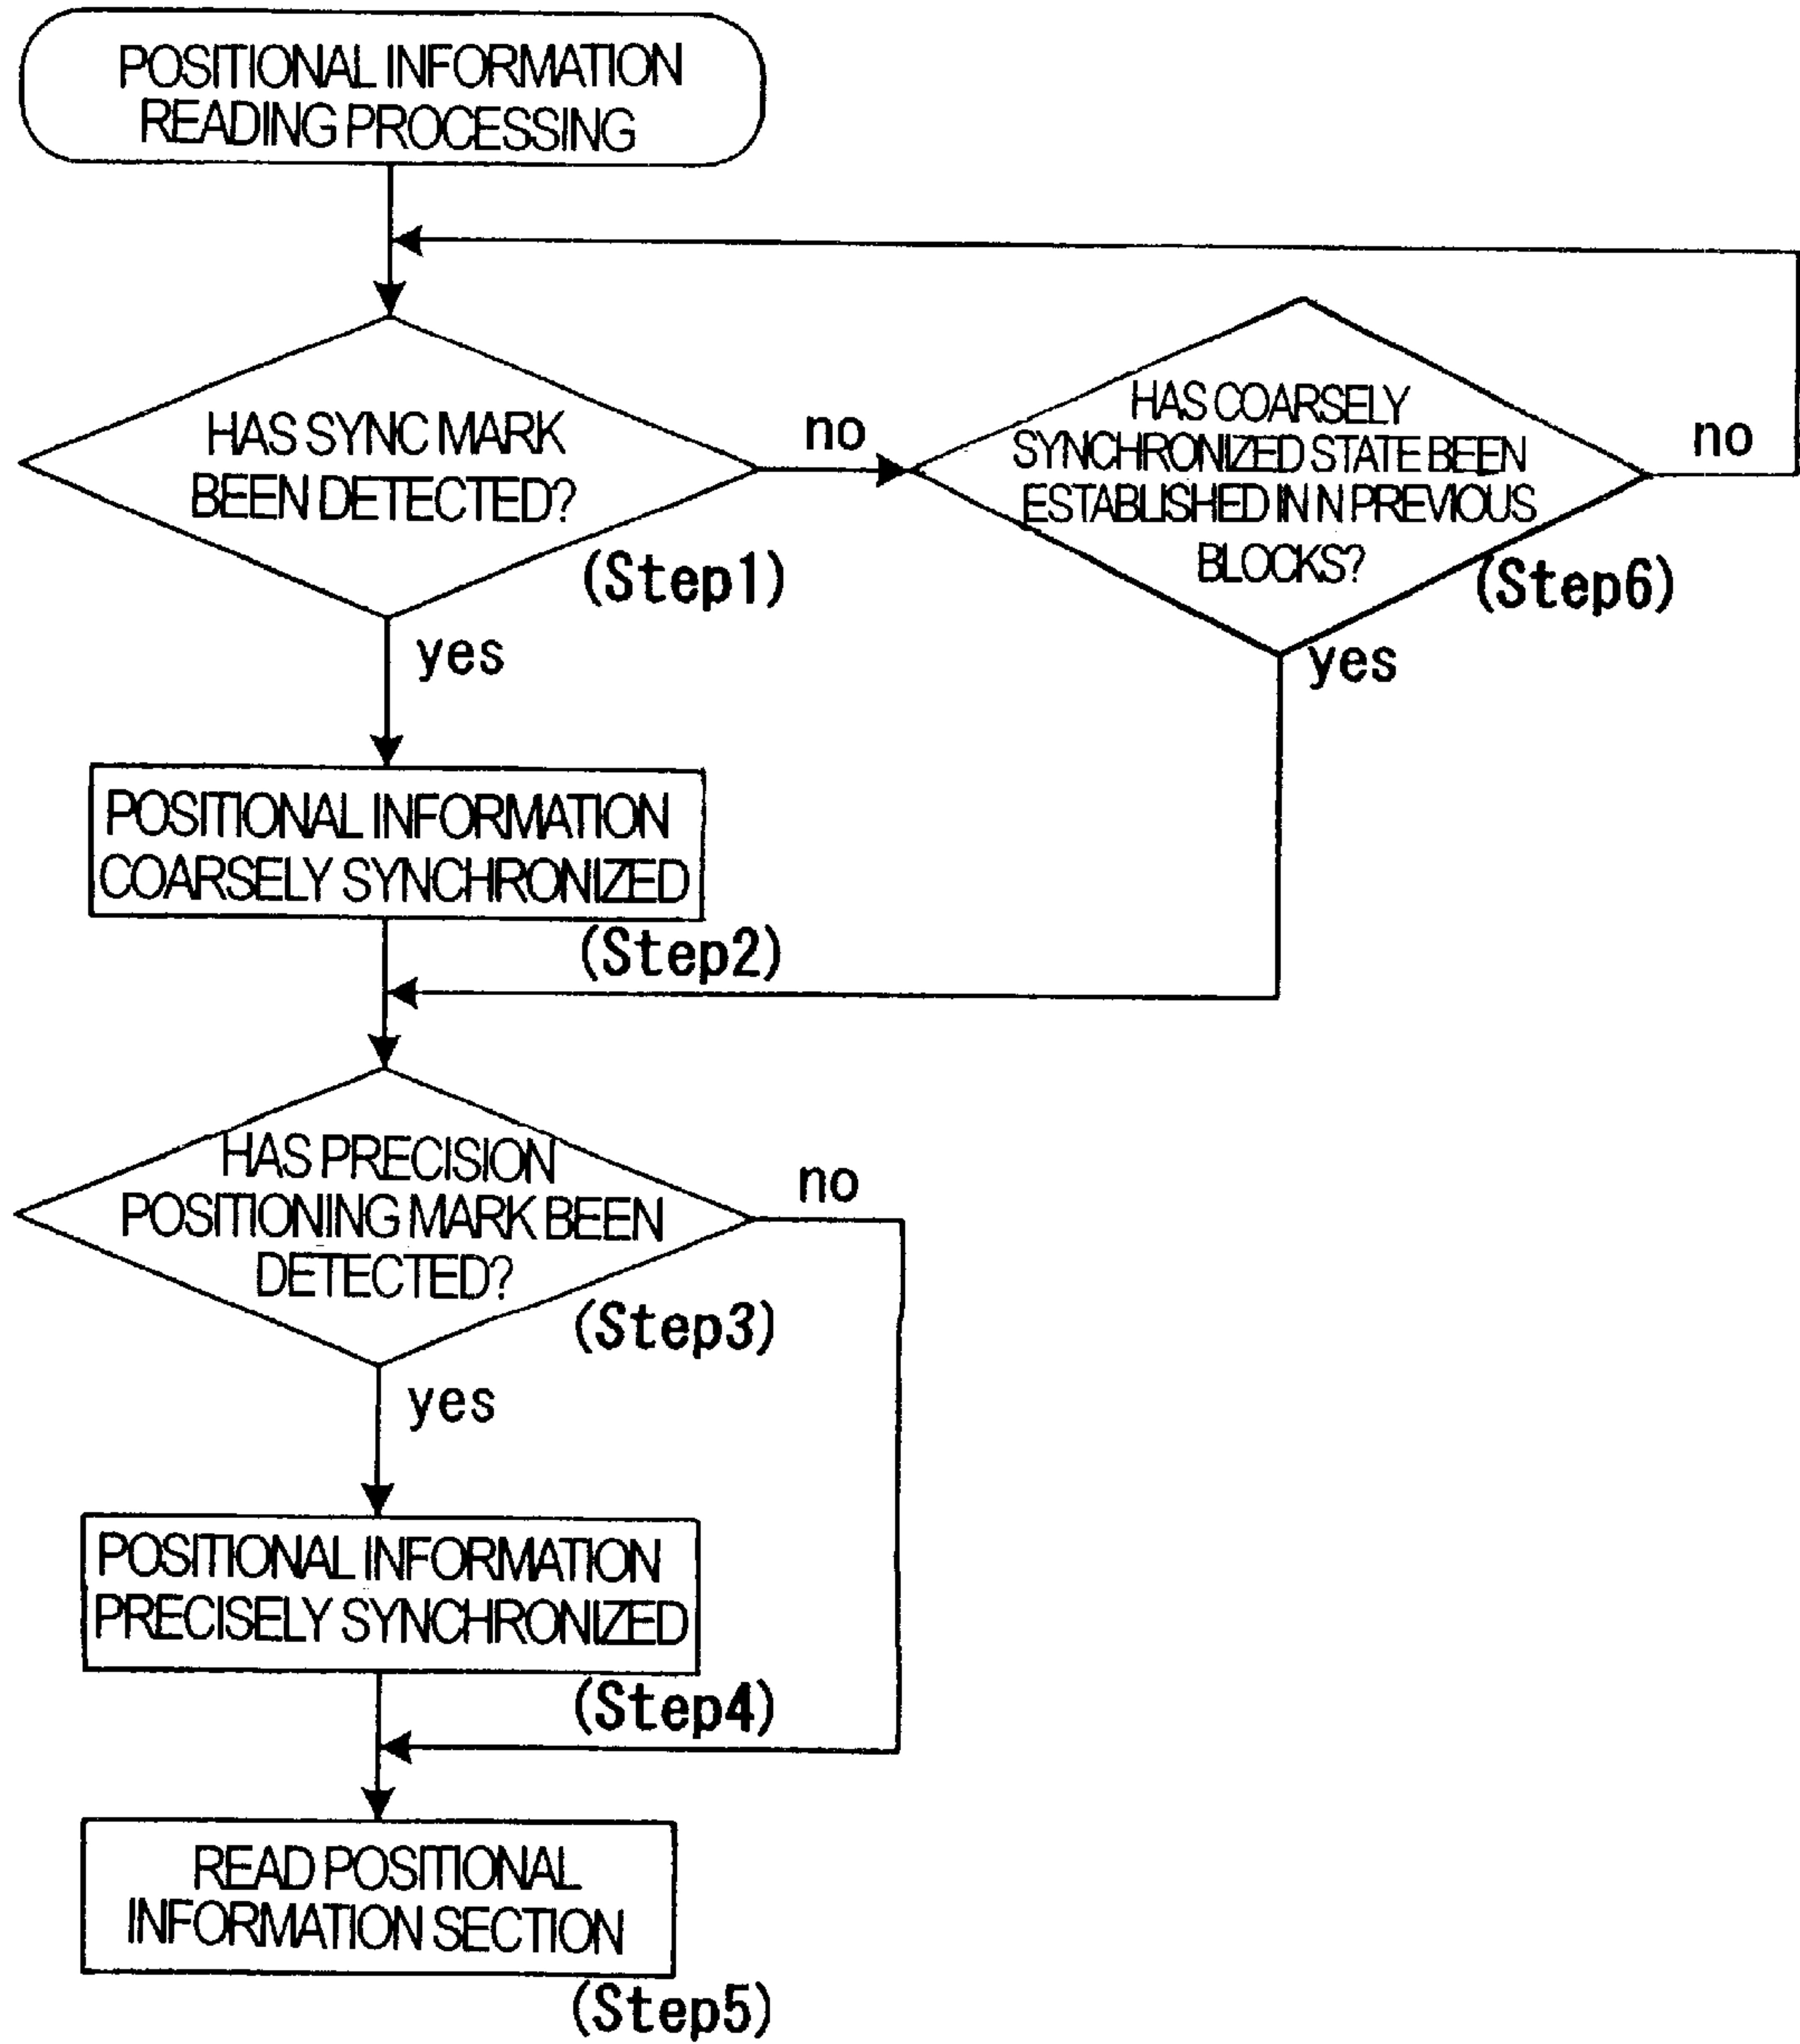 POSITIONAL INFORMATION
READING PROCESSING
HAS SYNC MARK
BEEN DETECTED?
(Step1)
no
yes
HAS COARSELY
SYNCHRONIZED STATE BEEN
ESTABLISHED IN N PREVIOUS
BLOCKS?
(Step6)
no
yes
POSITIONAL INFORMATION
COARSELY SYNCHRONIZED
(Step2)
HAS PRECISION
POSITIONING MARK BEEN
DETECTED?
(Step3)
no
yes
POSITIONAL INFORMATION
PRECISELY SYNCHRONIZED
(Step4)
READ POSITIONAL
INFORMATION SECTION
(Step5)